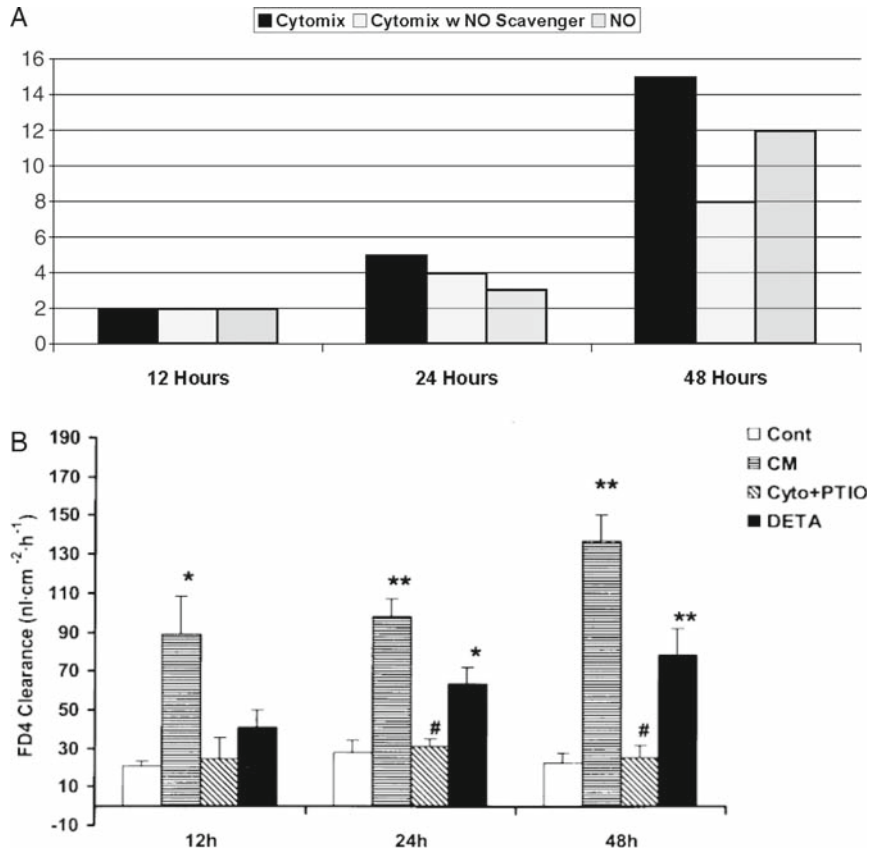 A
Cytomix Cytomix w NO Scavenger NO
16
14
12
10
8
6
4
2
0
12 Hours 24 Hours 48 Hours
B
FD4 Clearance (nl·cm⁻²·h⁻¹)
190
170
150
130
110
90
70
50
30
10
-10
* ** * # ** # **
12h 24h 48h
Cont
CM
Cyto+PTIO
DETA